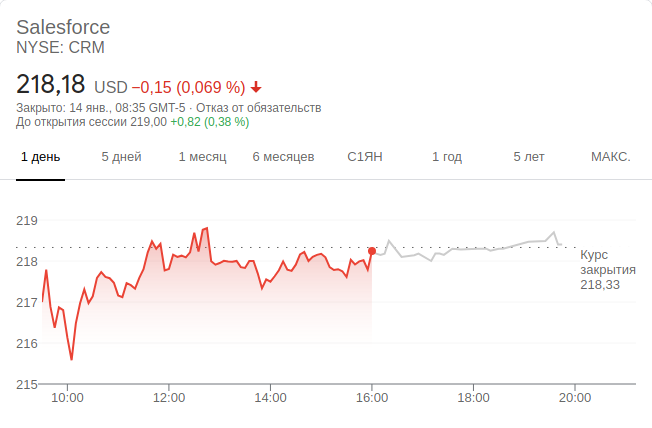 Salesforce
NYSE: CRM
218,18 USD −0,15 (0,069 %)
Закрыто: 14 янв., 08:35 GMT-5 · Отказ от обязательств
До открытия сессии 219,00 +0,82 (0,38 %)
1 день 5 дней 1 месяц 6 месяцев С1ЯН 1 год 5 лет МАКС.
219
218
217
216
215
Курс
закрытия
218,33
10:00 12:00 14:00 16:00 18:00 20:00